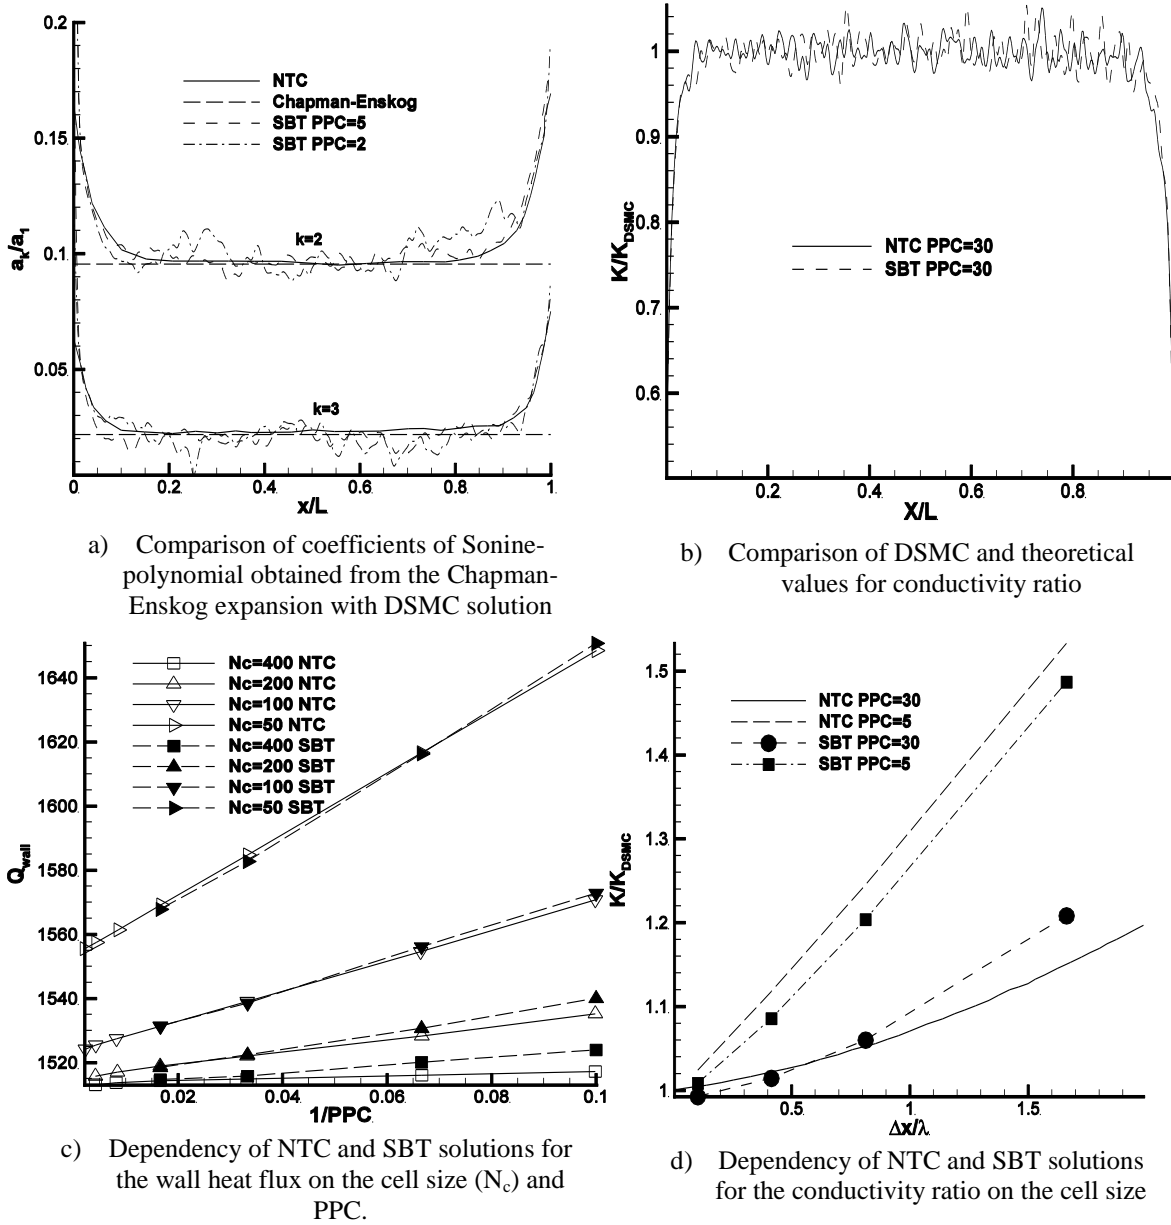 0.2
0.15
0.1
0.05
a_k/a_1
NTC
Chapman-Enskog
SBT PPC=5
SBT PPC=2
k=2
k=3
0 0.2 0.4 0.6 0.8 1
x/L
a) Comparison of coefficients of Sonine-
polynomial obtained from the Chapman-
Enskog expansion with DSMC solution
1
0.9
0.8
0.7
0.6
K/K_DSMC
NTC PPC=30
SBT PPC=30
0.2 0.4 0.6 0.8
X/L
b) Comparison of DSMC and theoretical
values for conductivity ratio
1640
1620
1600
1580
1560
1540
1520
Q_wall
Nc=400 NTC
Nc=200 NTC
Nc=100 NTC
Nc=50 NTC
Nc=400 SBT
Nc=200 SBT
Nc=100 SBT
Nc=50 SBT
0.02 0.04 0.06 0.08 0.1
1/PPC
c) Dependency of NTC and SBT solutions for
the wall heat flux on the cell size (N_c) and
PPC.
1.5
1.4
1.3
1.2
1.1
1
K/K_DSMC
NTC PPC=30
NTC PPC=5
SBT PPC=30
SBT PPC=5
0.5 1 1.5
Δx/λ
d) Dependency of NTC and SBT solutions
for the conductivity ratio on the cell size